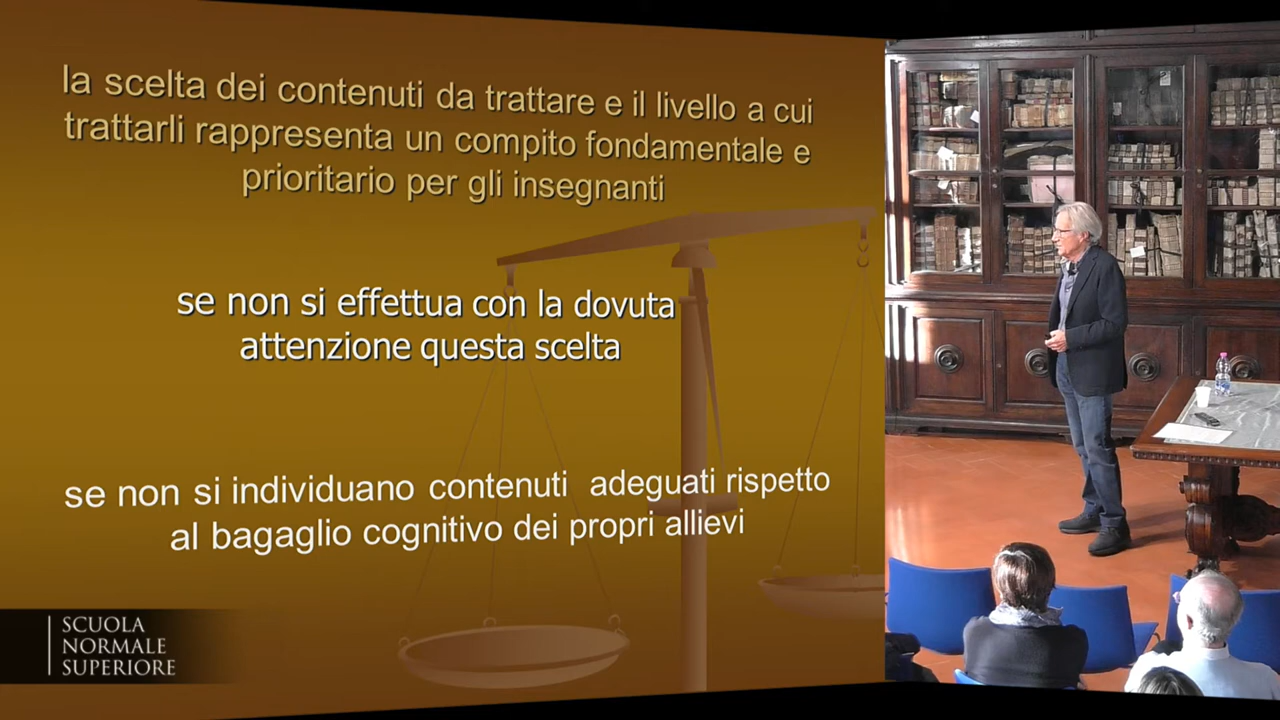 la scelta dei contenuti da trattare e il livello a cui
trattarli rappresenta un compito fondamentale e
prioritario per gli insegnanti
se non si effettua con la dovuta
attenzione questa scelta
se non si individuano contenuti adeguati rispetto
al bagaglio cognitivo dei propri allievi
SCUOLA
NORMALE
SUPERIORE